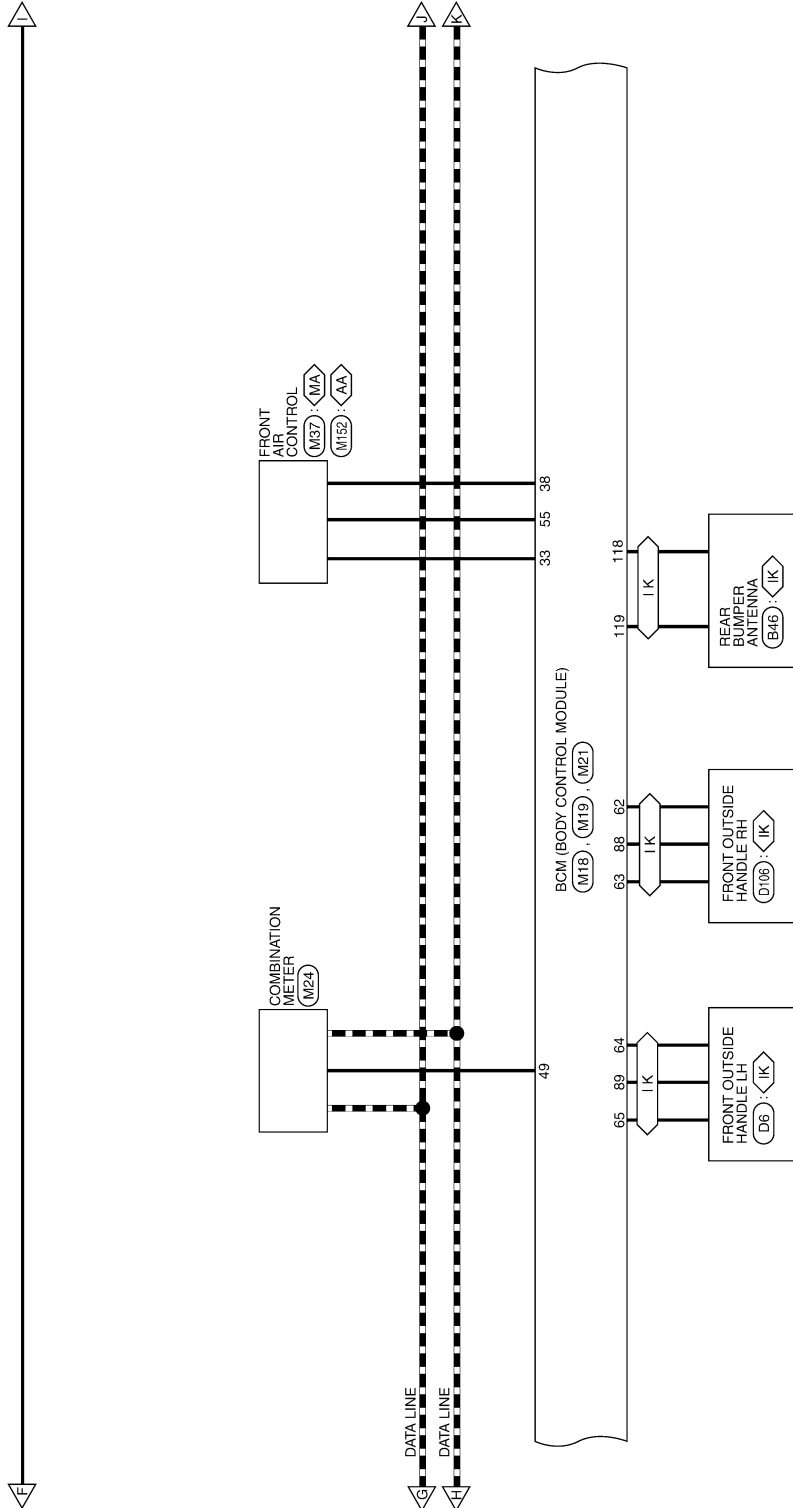 F
I
G
DATA LINE
J
H
DATA LINE
K
COMBINATION
METER
M24
FRONT
AIR
CONTROL
M37 : MA
M152 : AA
49
33
55
38
BCM (BODY CONTROL MODULE)
M18 , M19 , M21
65
89
64
IK
63
88
62
IK
119
118
IK
FRONT OUTSIDE
HANDLE LH
D6 : IK
FRONT OUTSIDE
HANDLE RH
D106 : IK
REAR
BUMPER
ANTENNA
B46 : IK